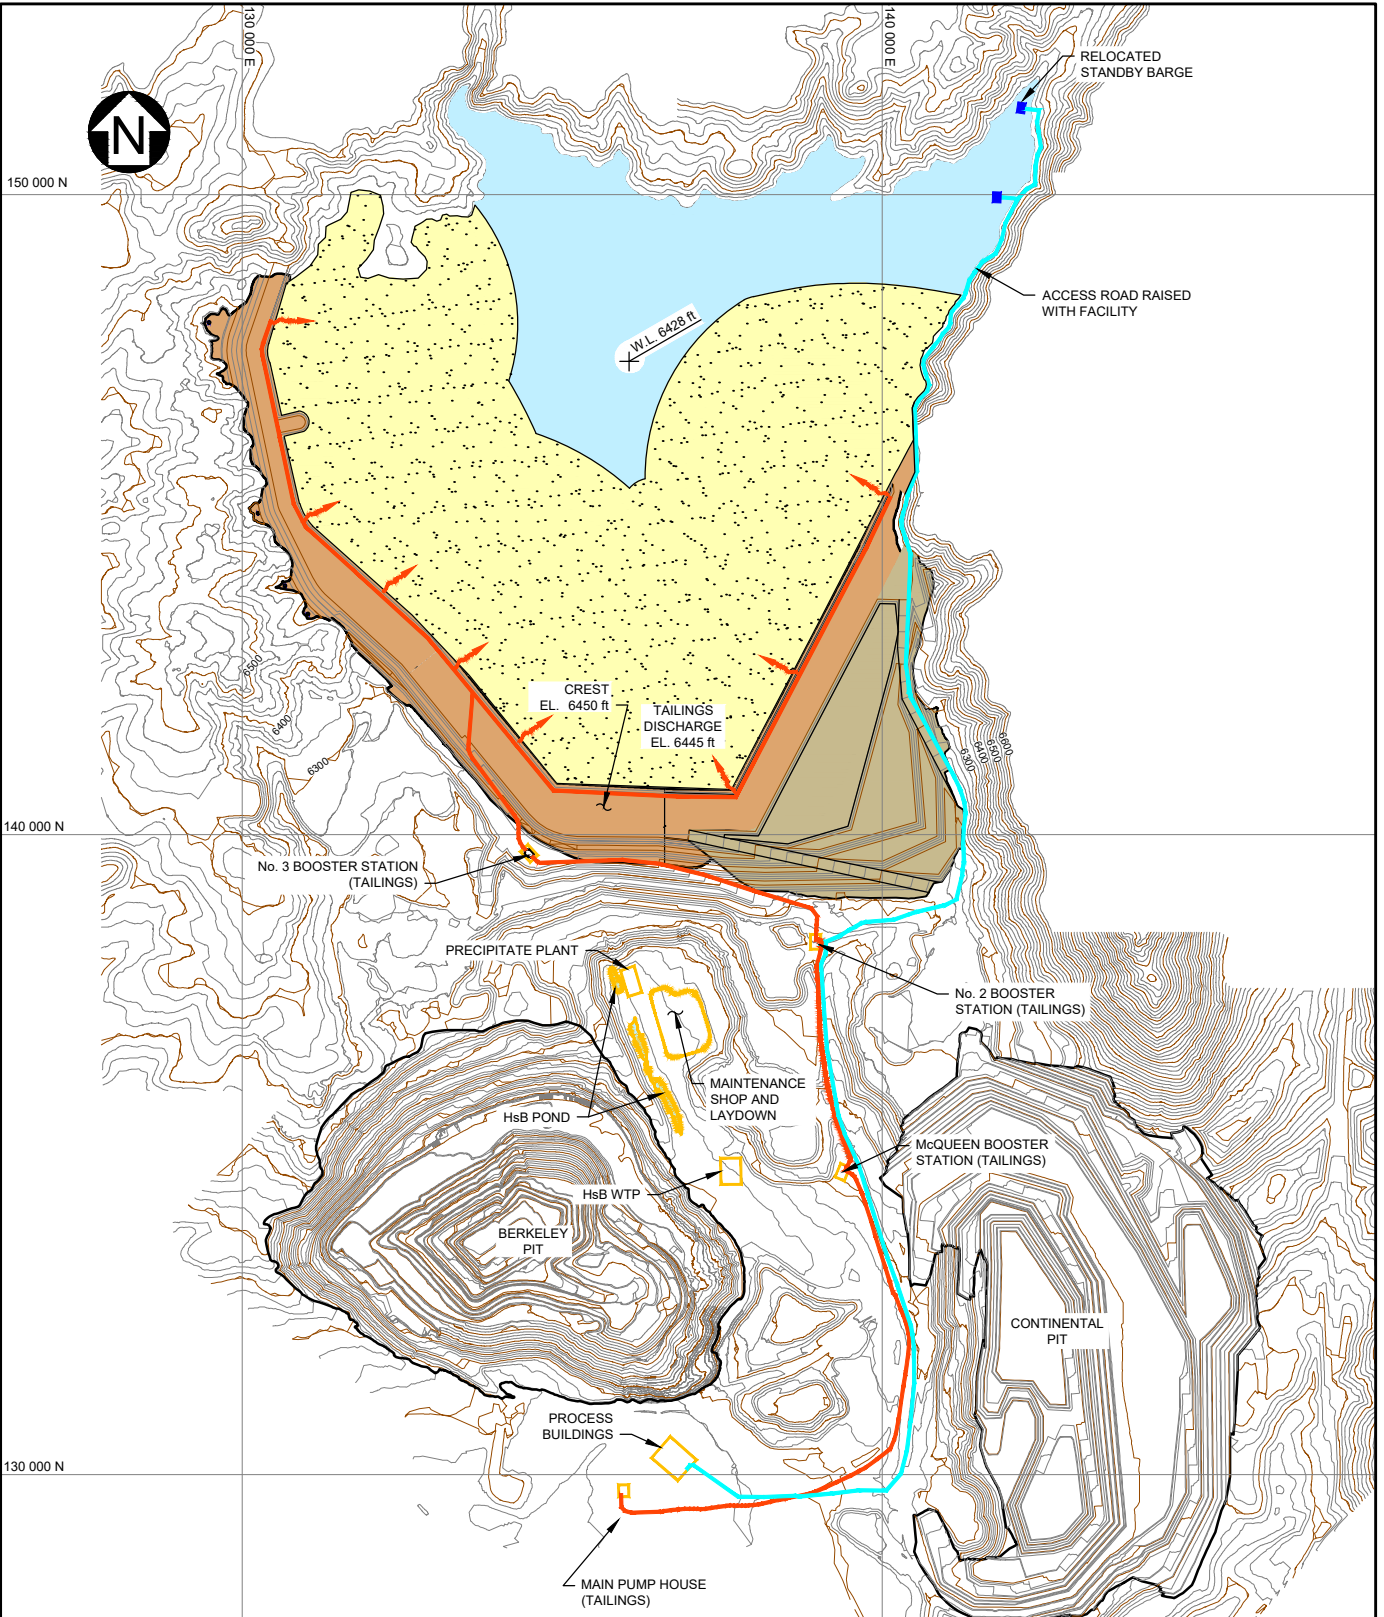 130 000 E
140 000 E
RELOCATED
STANDBY BARGE
N
150 000 N
ACCESS ROAD RAISED
WITH FACILITY
W.L. 6428 ft
6500
6400
6300
CREST
EL. 6450 ft
TAILINGS
DISCHARGE
EL. 6445 ft
6600
6500
6400
6300
140 000 N
No. 3 BOOSTER STATION
(TAILINGS)
PRECIPITATE PLANT
No. 2 BOOSTER
STATION (TAILINGS)
MAINTENANCE
SHOP AND
LAYDOWN
HsB POND
McQUEEN BOOSTER
STATION (TAILINGS)
HsB WTP
BERKELEY
PIT
CONTINENTAL
PIT
PROCESS
BUILDINGS
130 000 N
MAIN PUMP HOUSE
(TAILINGS)